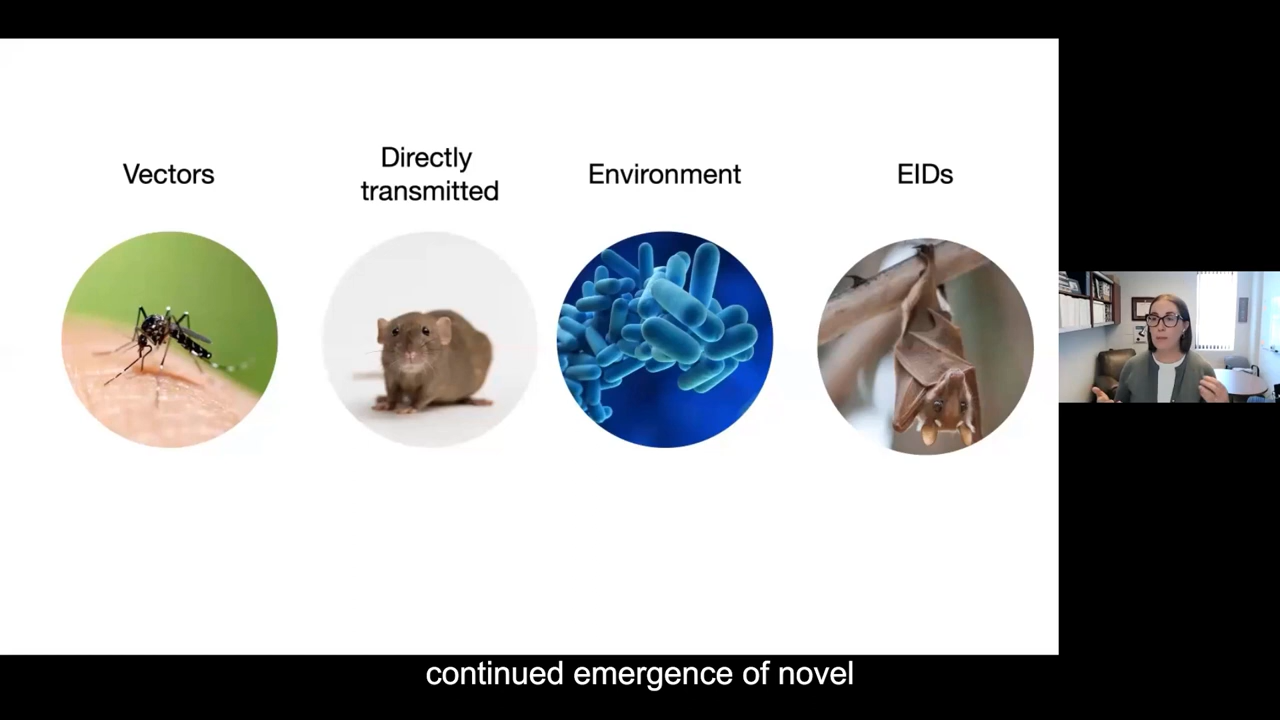 Vectors
Directly
transmitted
Environment
EIDs
continued emergence of novel